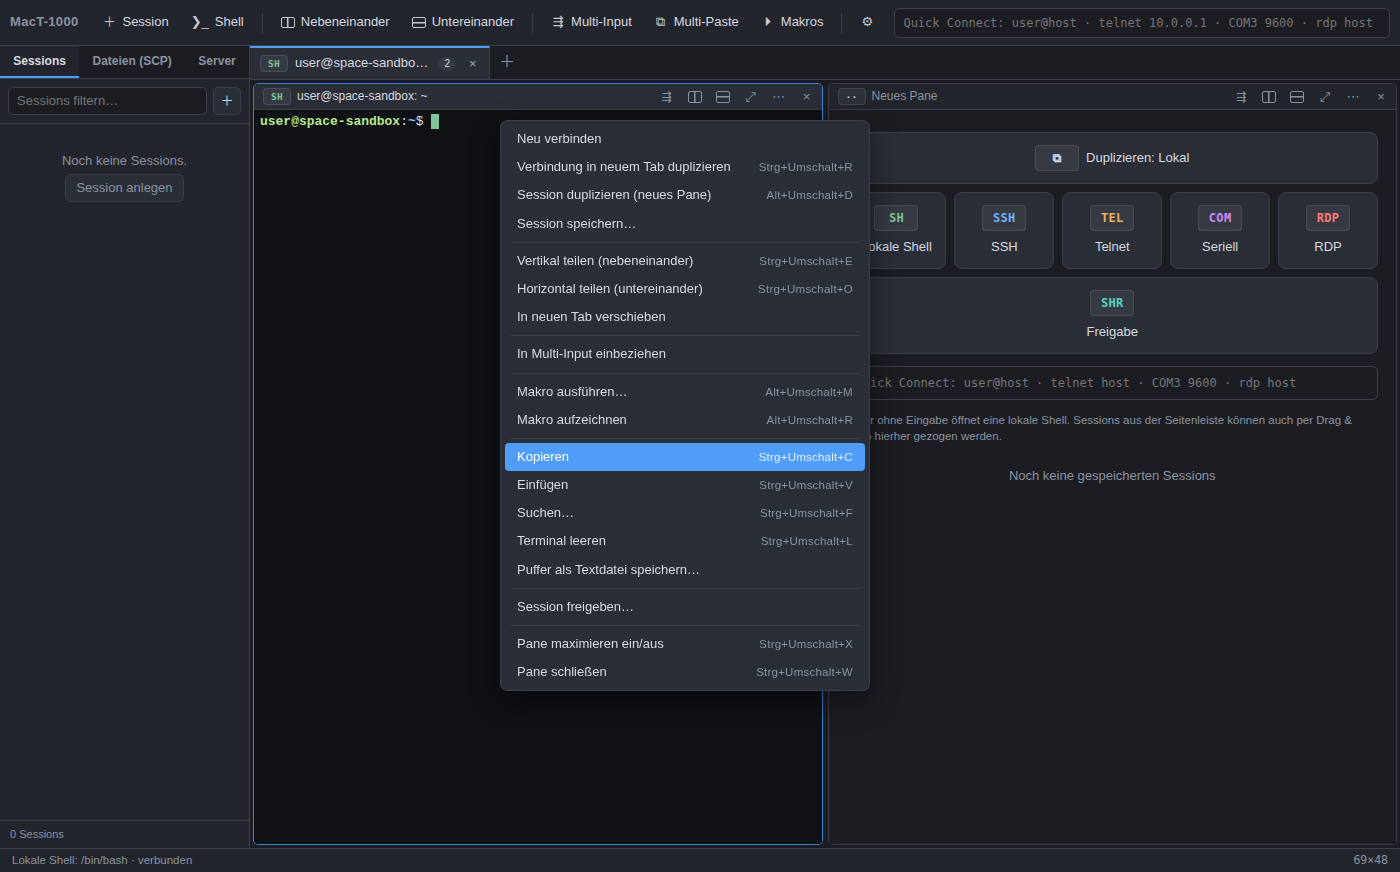 MacT-1000
Session
Shell
Nebeneinander
Untereinander
Multi-Input
Multi-Paste
Makros
Quick Connect: user@host · telnet 10.0.0.1 · COM3 9600 · rdp host
Sessions
Dateien (SCP)
Server
SH user@space-sandbo… 2 ×
Sessions filtern…
Noch keine Sessions.
Session anlegen
0 Sessions
SH user@space-sandbox: ~
user@space-sandbox:~$
Neu verbinden
Verbindung in neuem Tab duplizieren Strg+Umschalt+R
Session duplizieren (neues Pane) Alt+Umschalt+D
Session speichern…
Vertikal teilen (nebeneinander) Strg+Umschalt+E
Horizontal teilen (untereinander) Strg+Umschalt+O
In neuen Tab verschieben
In Multi-Input einbeziehen
Makro ausführen… Alt+Umschalt+M
Makro aufzeichnen Alt+Umschalt+R
Kopieren Strg+Umschalt+C
Einfügen Strg+Umschalt+V
Suchen… Strg+Umschalt+F
Terminal leeren Strg+Umschalt+L
Puffer als Textdatei speichern…
Session freigeben…
Pane maximieren ein/aus Strg+Umschalt+X
Pane schließen Strg+Umschalt+W
·· Neues Pane
Duplizieren: Lokal
SH
okale Shell
SSH
SSH
TEL
Telnet
COM
Seriell
RDP
RDP
SHR
Freigabe
ick Connect: user@host · telnet host · COM3 9600 · rdp host
r ohne Eingabe öffnet eine lokale Shell. Sessions aus der Seitenleiste können auch per Drag &
hierher gezogen werden.
Noch keine gespeicherten Sessions
Lokale Shell: /bin/bash · verbunden
69×48